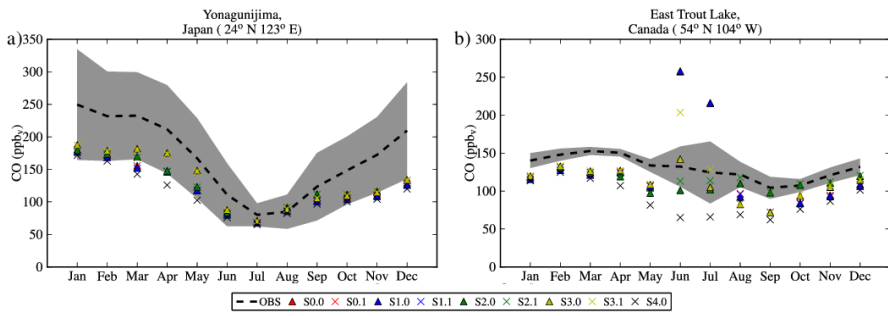 Yonagunijima,
Japan ( 24° N 123° E)
a)
CO (ppbv)
350
300
250
200
150
100
50
0
Jan Feb Mar Apr May Jun Jul Aug Sep Oct Nov Dec
East Trout Lake,
Canada ( 54° N 104° W)
b)
CO (ppbv)
300
250
200
150
100
50
0
Jan Feb Mar Apr May Jun Jul Aug Sep Oct Nov Dec
OBS S0.0 S0.1 S1.0 S1.1 S2.0 S2.1 S3.0 S3.1 S4.0